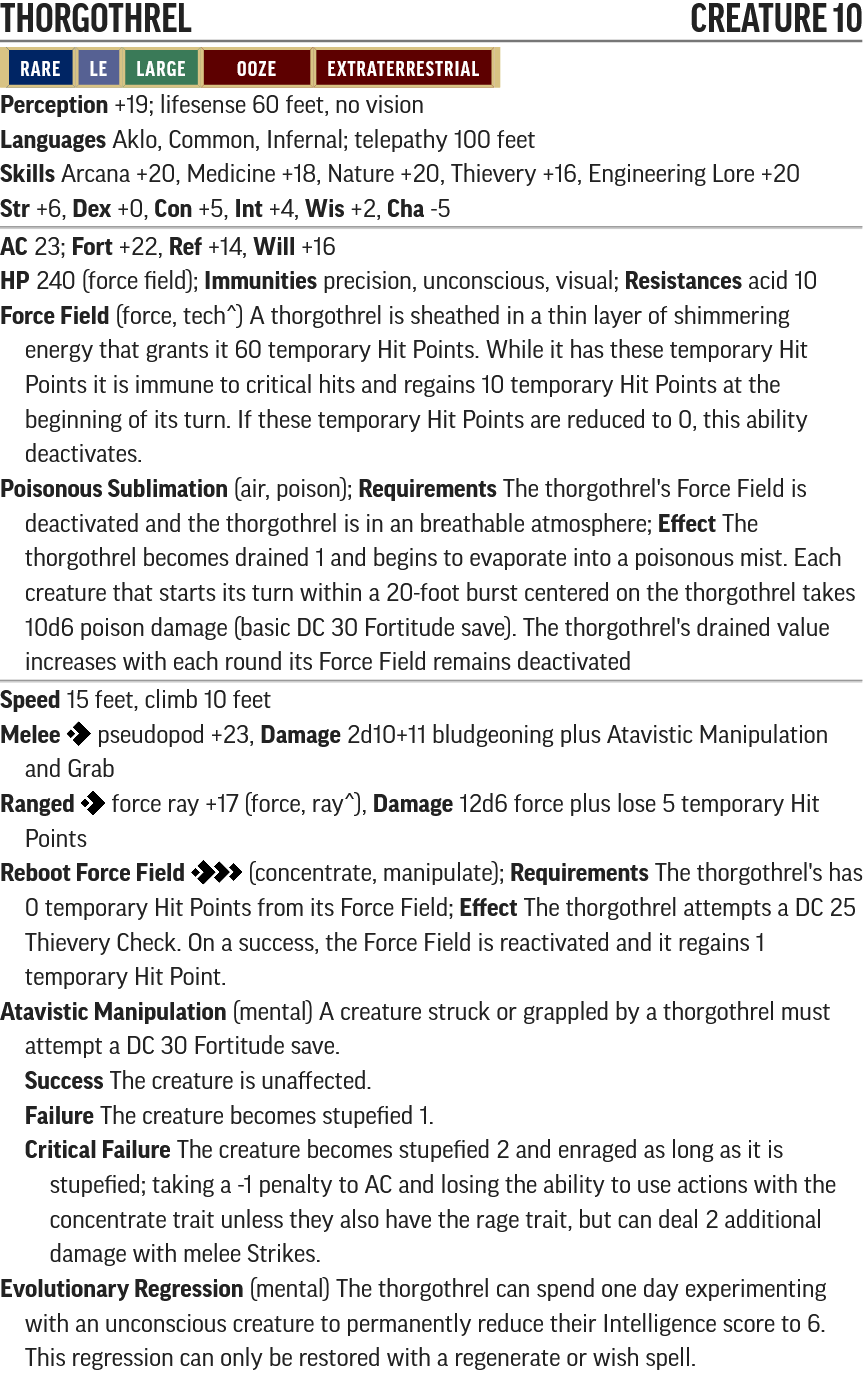 THORGOTHREL CREATURE 10
RARE LE LARGE OOZE EXTRATERRESTRIAL
Perception +19; lifesense 60 feet, no vision
Languages Aklo, Common, Infernal; telepathy 100 feet
Skills Arcana +20, Medicine +18, Nature +20, Thievery +16, Engineering Lore +20
Str +6, Dex +0, Con +5, Int +4, Wis +2, Cha -5
AC 23; Fort +22, Ref +14, Will +16
HP 240 (force field); Immunities precision, unconscious, visual; Resistances acid 10
Force Field (force, tech^) A thorgothrel is sheathed in a thin layer of shimmering
energy that grants it 60 temporary Hit Points. While it has these temporary Hit
Points it is immune to critical hits and regains 10 temporary Hit Points at the
beginning of its turn. If these temporary Hit Points are reduced to 0, this ability
deactivates.
Poisonous Sublimation (air, poison); Requirements The thorgothrel's Force Field is
deactivated and the thorgothrel is in an breathable atmosphere; Effect The
thorgothrel becomes drained 1 and begins to evaporate into a poisonous mist. Each
creature that starts its turn within a 20-foot burst centered on the thorgothrel takes
10d6 poison damage (basic DC 30 Fortitude save). The thorgothrel's drained value
increases with each round its Force Field remains deactivated
Speed 15 feet, climb 10 feet
Melee pseudopod +23, Damage 2d10+11 bludgeoning plus Atavistic Manipulation
and Grab
Ranged force ray +17 (force, ray^), Damage 12d6 force plus lose 5 temporary Hit
Points
Reboot Force Field (concentrate, manipulate); Requirements The thorgothrel's has
0 temporary Hit Points from its Force Field; Effect The thorgothrel attempts a DC 25
Thievery Check. On a success, the Force Field is reactivated and it regains 1
temporary Hit Point.
Atavistic Manipulation (mental) A creature struck or grappled by a thorgothrel must
attempt a DC 30 Fortitude save.
Success The creature is unaffected.
Failure The creature becomes stupefied 1.
Critical Failure The creature becomes stupefied 2 and enraged as long as it is
stupefied; taking a -1 penalty to AC and losing the ability to use actions with the
concentrate trait unless they also have the rage trait, but can deal 2 additional
damage with melee Strikes.
Evolutionary Regression (mental) The thorgothrel can spend one day experimenting
with an unconscious creature to permanently reduce their Intelligence score to 6.
This regression can only be restored with a regenerate or wish spell.